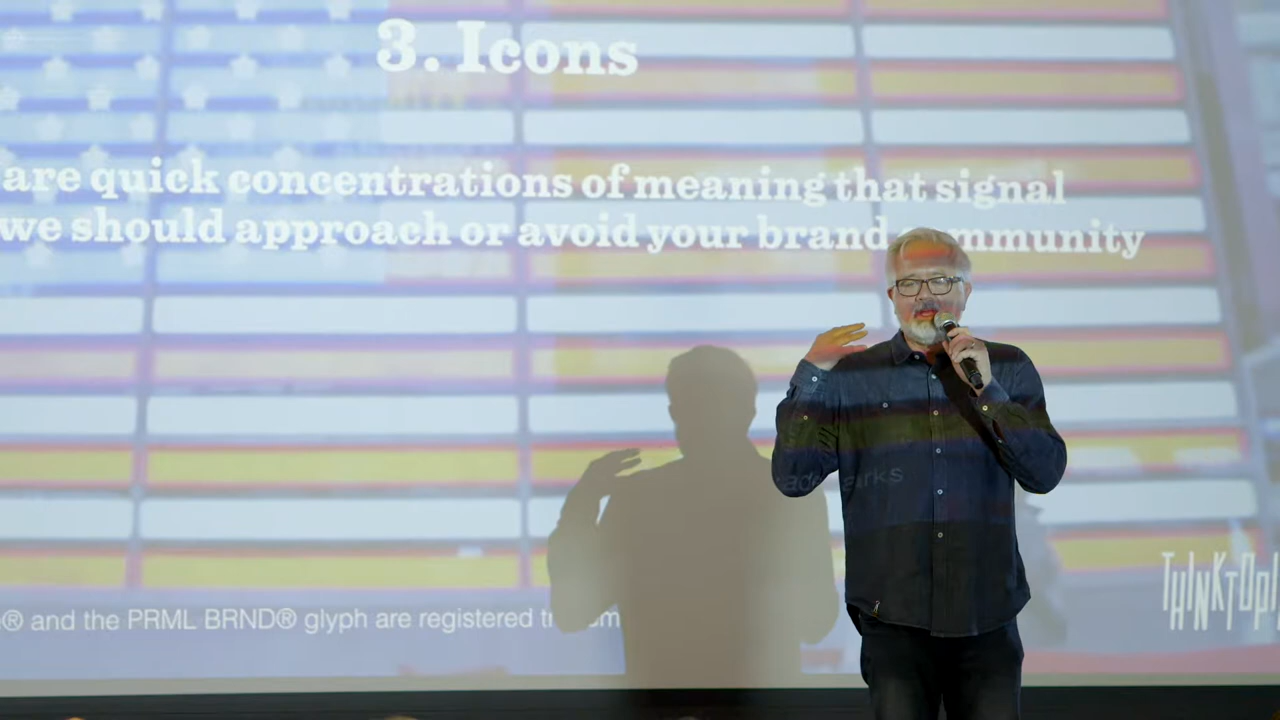 3. Icons
are quick concentrations of meaning that signal
we should approach or avoid your brand
® and the PRML BRND® glyph are registered